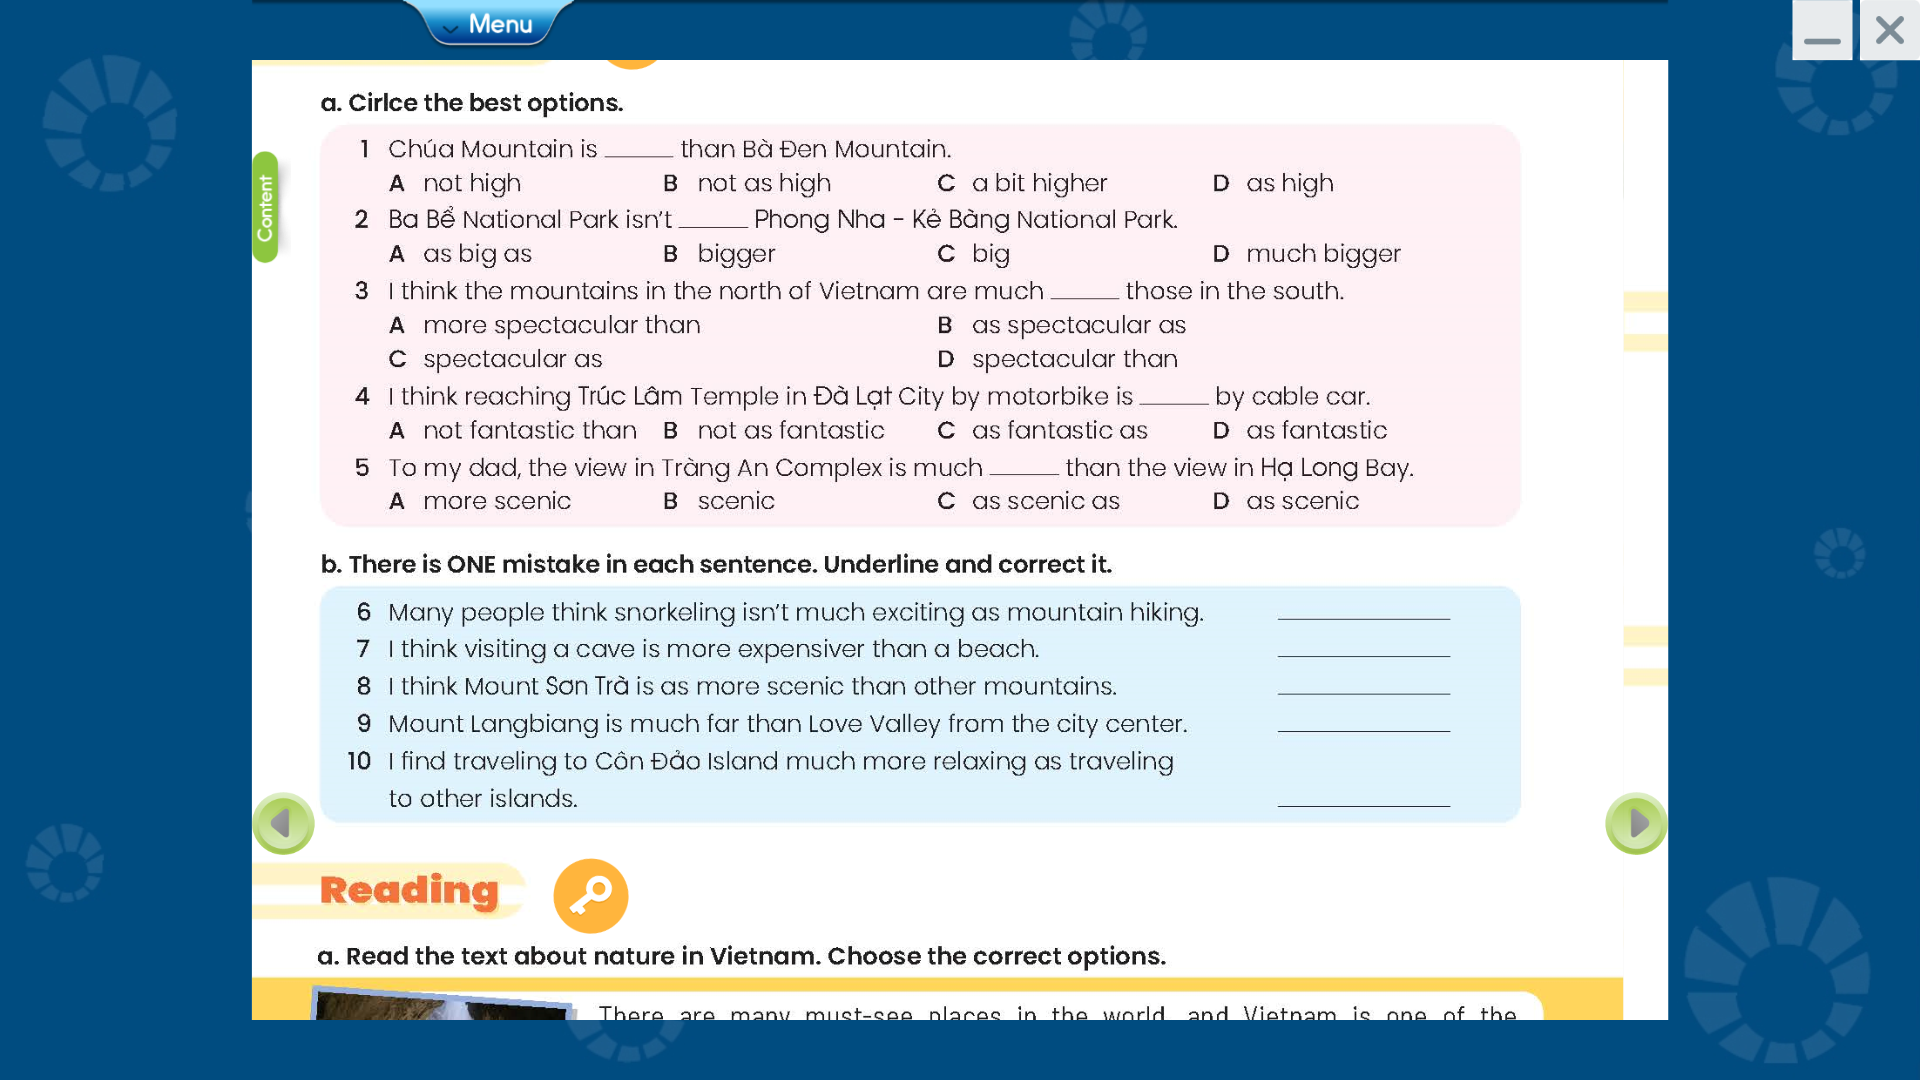 Menu
Content
a. Cirlce the best options.
1 Chúa Mountain is _____ than Bà Đen Mountain.
A not high B not as high C a bit higher D as high
2 Ba Bể National Park isn't _____ Phong Nha - Kẻ Bàng National Park.
A as big as B bigger C big D much bigger
3 I think the mountains in the north of Vietnam are much _____ those in the south.
A more spectacular than B as spectacular as
C spectacular as D spectacular than
4 I think reaching Trúc Lâm Temple in Đà Lạt City by motorbike is _____ by cable car.
A not fantastic than B not as fantastic C as fantastic as D as fantastic
5 To my dad, the view in Tràng An Complex is much _____ than the view in Hạ Long Bay.
A more scenic B scenic C as scenic as D as scenic
b. There is ONE mistake in each sentence. Underline and correct it.
6 Many people think snorkeling isn't much exciting as mountain hiking. __________
7 I think visiting a cave is more expensiver than a beach. __________
8 I think Mount Sơn Trà is as more scenic than other mountains. __________
9 Mount Langbiang is much far than Love Valley from the city center. __________
10 I find traveling to Côn Đảo Island much more relaxing as traveling
to other islands. __________
Reading
a. Read the text about nature in Vietnam. Choose the correct options.
There are many must-see places in the world, and Vietnam is one of the